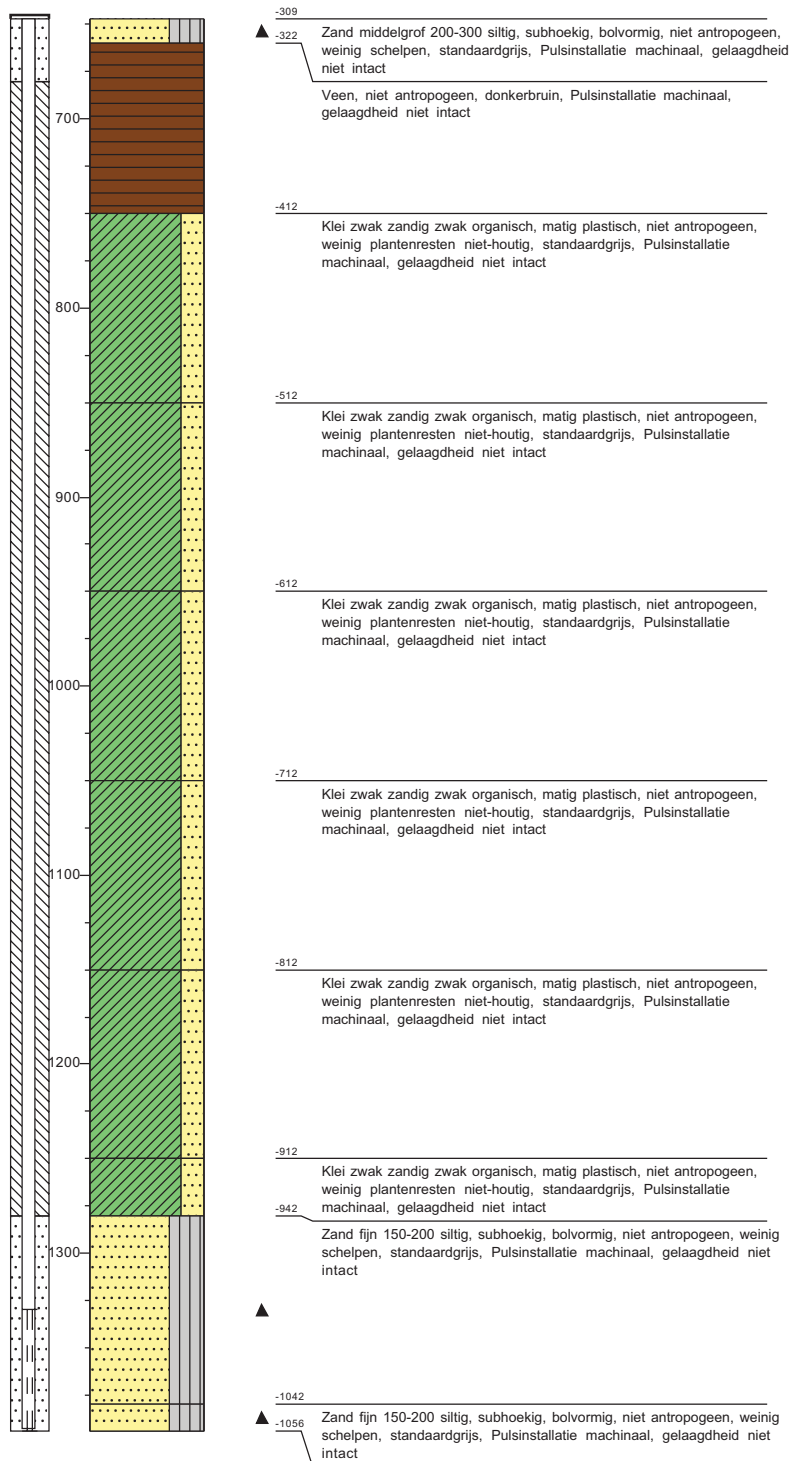 -309
Zand middelgrof 200-300 siltig, subhoekig, bolvormig, niet antropogeen,
-322
weinig schelpen, standaardgrijs, Pulsinstallatie machinaal, gelaagdheid
niet intact
Veen, niet antropogeen, donkerbruin, Pulsinstallatie machinaal,
gelaagdheid niet intact
700
-412
Klei zwak zandig zwak organisch, matig plastisch, niet antropogeen,
weinig plantenresten niet-houtig, standaardgrijs, Pulsinstallatie
machinaal, gelaagdheid niet intact
800
-512
Klei zwak zandig zwak organisch, matig plastisch, niet antropogeen,
weinig plantenresten niet-houtig, standaardgrijs, Pulsinstallatie
machinaal, gelaagdheid niet intact
900
-612
Klei zwak zandig zwak organisch, matig plastisch, niet antropogeen,
weinig plantenresten niet-houtig, standaardgrijs, Pulsinstallatie
machinaal, gelaagdheid niet intact
1000
-712
Klei zwak zandig zwak organisch, matig plastisch, niet antropogeen,
weinig plantenresten niet-houtig, standaardgrijs, Pulsinstallatie
machinaal, gelaagdheid niet intact
1100
-812
Klei zwak zandig zwak organisch, matig plastisch, niet antropogeen,
weinig plantenresten niet-houtig, standaardgrijs, Pulsinstallatie
machinaal, gelaagdheid niet intact
1200
-912
Klei zwak zandig zwak organisch, matig plastisch, niet antropogeen,
weinig plantenresten niet-houtig, standaardgrijs, Pulsinstallatie
machinaal, gelaagdheid niet intact
-942
Zand fijn 150-200 siltig, subhoekig, bolvormig, niet antropogeen, weinig
schelpen, standaardgrijs, Pulsinstallatie machinaal, gelaagdheid niet
intact
1300
-1042
Zand fijn 150-200 siltig, subhoekig, bolvormig, niet antropogeen, weinig
-1056
schelpen, standaardgrijs, Pulsinstallatie machinaal, gelaagdheid niet
intact